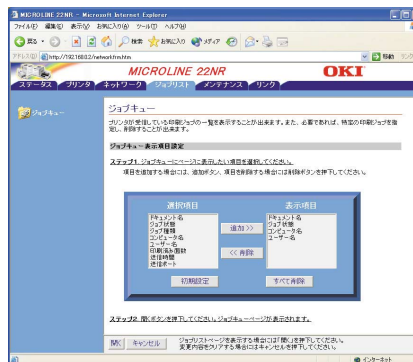 MICROLINE 22NR - Microsoft Internet Explorer
ファイル(F) 編集(E) 表示(V) お気に入り(A) ツール(T) ヘルプ(H)
戻る 検索 お気に入り メディア
アドレス(D) http://192.168.0.2/networkfrm.htm 移動 リンク
MICROLINE 22NR OKI
ステータス プリンタ ネットワーク ジョブリスト メンテナンス リンク
ジョブキュー
ジョブキュー
プリンタが受信している印刷ジョブの一覧を表示することが出来ます。また、必要であれば、特定の印刷ジョブを指
定し、削除することが出来ます。
ジョブキュー表示項目設定
ステップ1. ジョブキューにページに表示したい項目を選択してください。
項目を追加する場合には、追加ボタン、項目を削除する場合には削除ボタンを押下してください。
選択項目 表示項目
ドキュメント名 ドキュメント名
ジョブ状態 ジョブ状態
ジョブ種類 コンピュータ名
コンピュータ名 ユーザー名
ユーザー名
印刷済み面数
送信時間
送信ポート
追加 >>
<< 削除
初期設定 すべて削除
ステップ2. 開くボタンを押下してください。ジョブキューページが表示されます。
開く キャンセル
ジョブリストページを表示する場合には「開く」を押下してください。
変更内容をクリアする場合にはキャンセルを押下してください。
インターネット